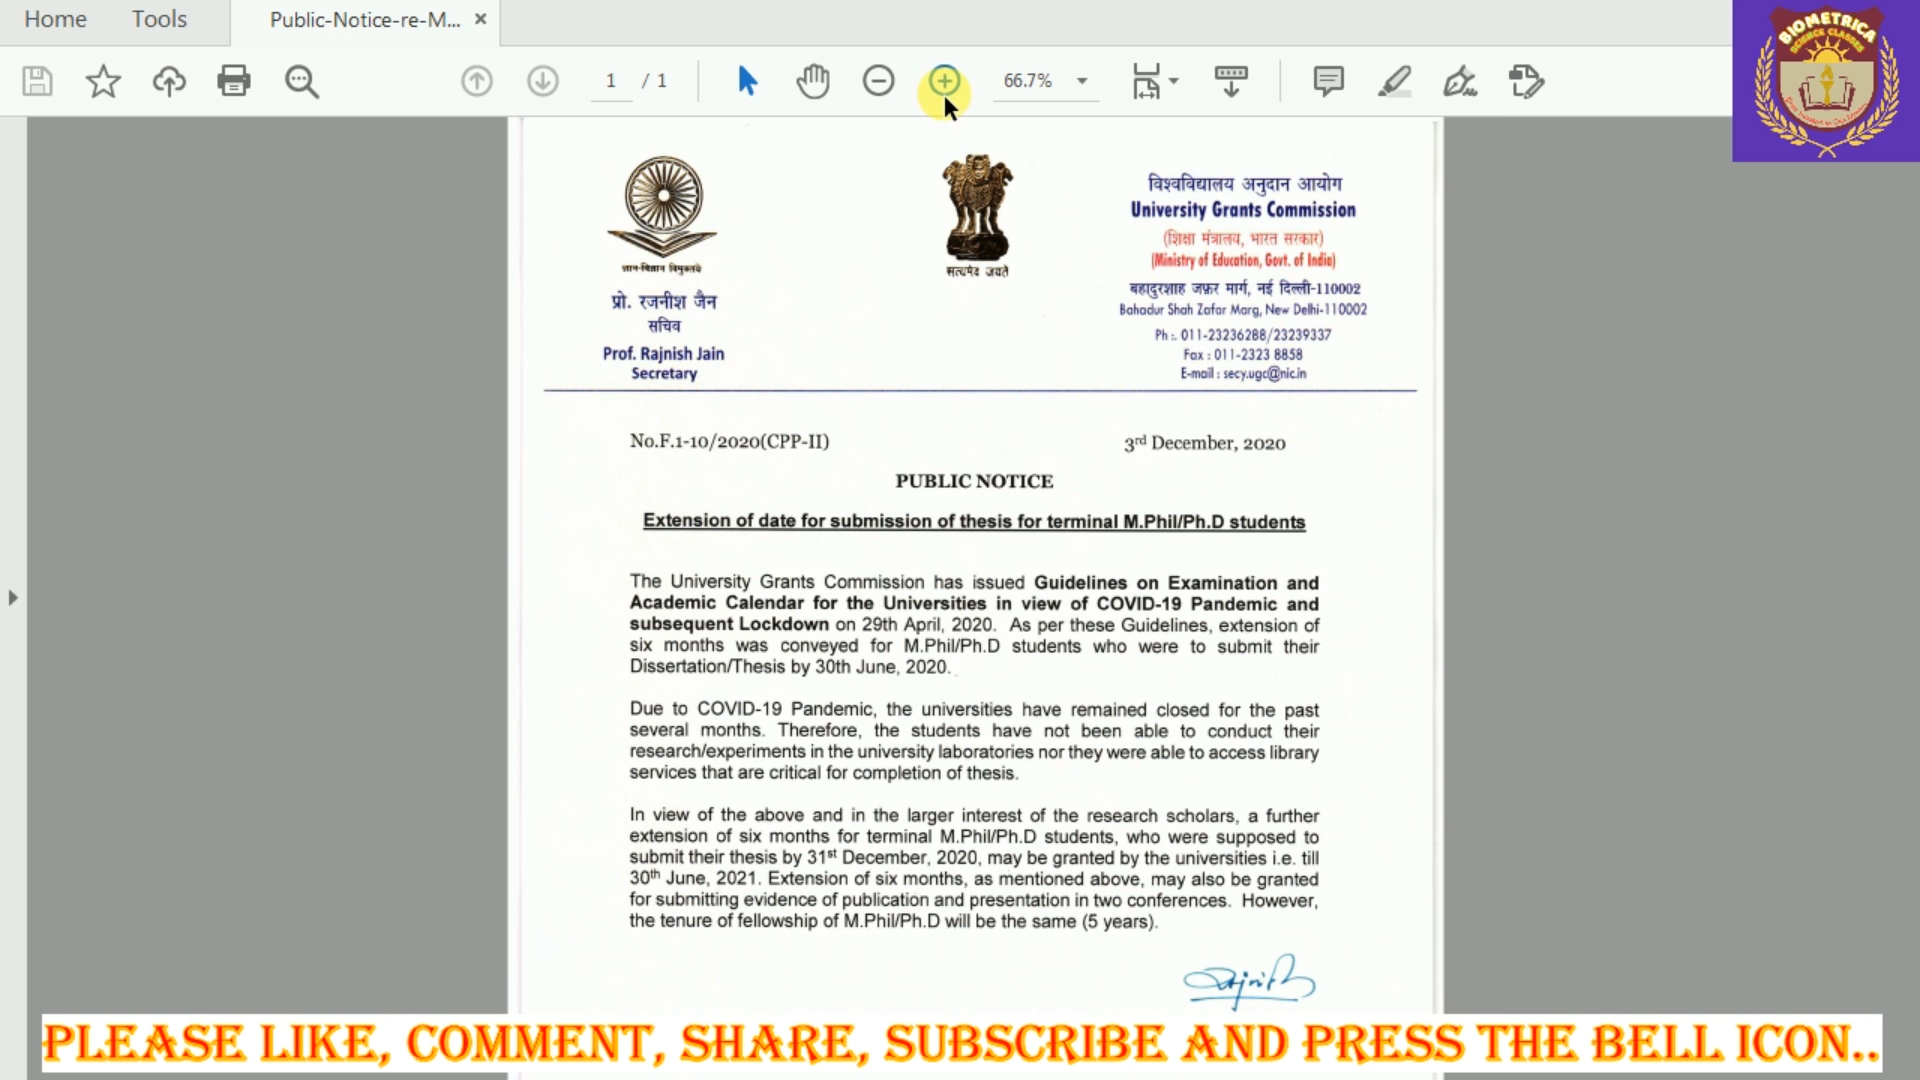 Home
Tools
Public-Notice-re-M...
1 / 1
66.7%
BIOMETRICA
SCIENCE CLASSES
ज्ञान-विज्ञान विमुक्तये
प्रो. रजनीश जैन
सचिव
Prof. Rajnish Jain
Secretary
सत्यमेव जयते
विश्वविद्यालय अनुदान आयोग
University Grants Commission
(शिक्षा मंत्रालय, भारत सरकार)
(Ministry of Education, Govt. of India)
बहादुरशाह ज़फ़र मार्ग, नई दिल्ली-110002
Bahadur Shah Zafar Marg, New Delhi-110002
Ph :. 011-23236288/23239337
Fax : 011-2323 8858
E-mail : secy.ugc@nic.in
No.F.1-10/2020(CPP-II)
3rd December, 2020
PUBLIC NOTICE
Extension of date for submission of thesis for terminal M.Phil/Ph.D students
The University Grants Commission has issued Guidelines on Examination and
Academic Calendar for the Universities in view of COVID-19 Pandemic and
subsequent Lockdown on 29th April, 2020. As per these Guidelines, extension of
six months was conveyed for M.Phil/Ph.D students who were to submit their
Dissertation/Thesis by 30th June, 2020.
Due to COVID-19 Pandemic, the universities have remained closed for the past
several months. Therefore, the students have not been able to conduct their
research/experiments in the university laboratories nor they were able to access library
services that are critical for completion of thesis.
In view of the above and in the larger interest of the research scholars, a further
extension of six months for terminal M.Phil/Ph.D students, who were supposed to
submit their thesis by 31st December, 2020, may be granted by the universities i.e. till
30th June, 2021. Extension of six months, as mentioned above, may also be granted
for submitting evidence of publication and presentation in two conferences. However,
the tenure of fellowship of M.Phil/Ph.D will be the same (5 years).
PLEASE LIKE, COMMENT, SHARE, SUBSCRIBE AND PRESS THE BELL ICON..